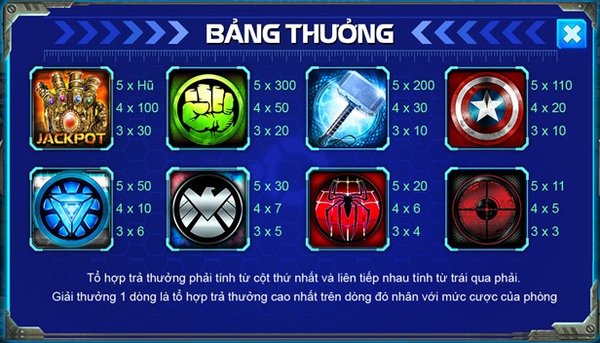 BẢNG THƯỞNG
5 x Hũ
4 x 100
3 x 30
JACKPOT
5 x 300
4 x 50
3 x 20
5 x 200
4 x 30
3 x 10
5 x 110
4 x 20
3 x 10
5 x 50
4 x 10
3 x 6
5 x 30
4 x 7
3 x 5
5 x 20
4 x 6
3 x 4
5 x 11
4 x 5
3 x 3
Tổ hợp trả thưởng phải tính từ cột thứ nhất và liên tiếp nhau tính từ trái qua phải.
Giải thưởng 1 dòng là tổ hợp trả thưởng cao nhất trên dòng đó nhân với mức cược của phòng